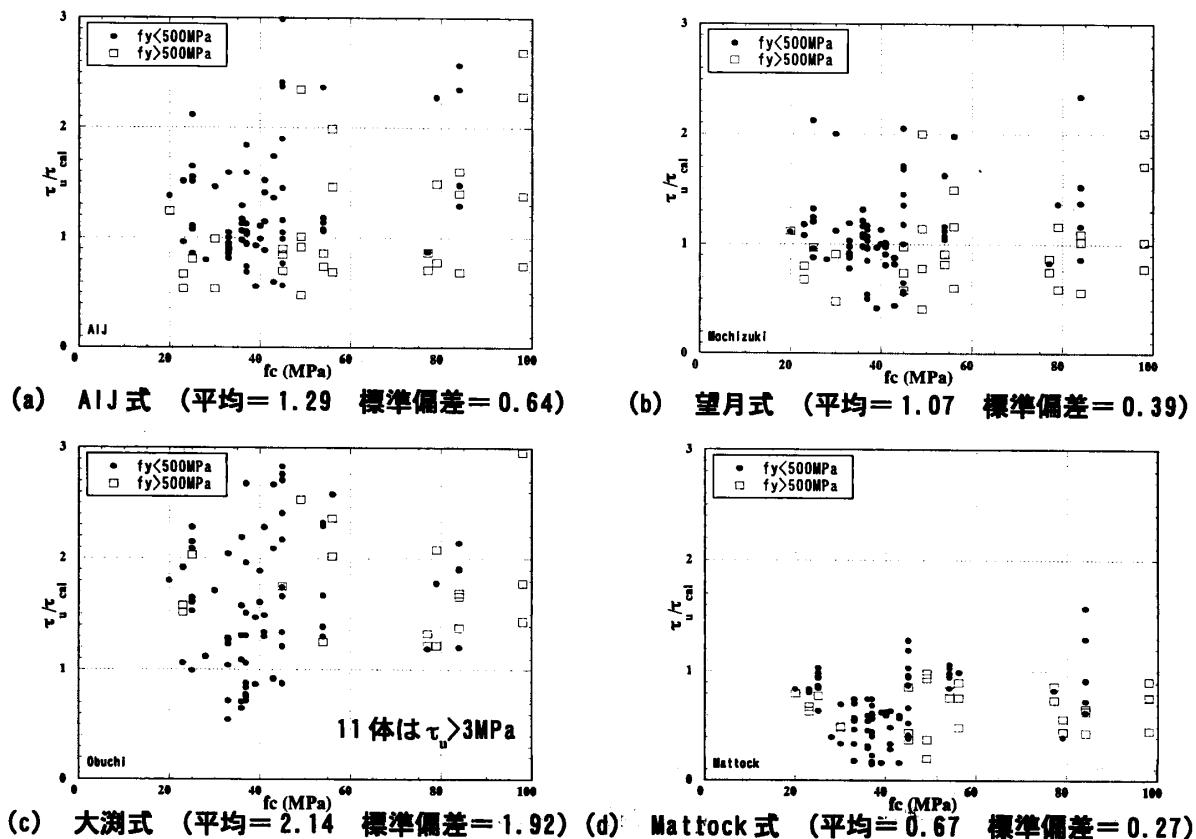 3
2
1
0
τu/τcal
● fy<500MPa
□ fy>500MPa
AIJ
0 20 40 60 80 100
fc (MPa)
(a) AIJ式 (平均=1.29 標準偏差=0.64)
3
2
1
0
τu/τcal
● fy<500MPa
□ fy>500MPa
Mochizuki
0 20 40 60 80 100
fc (MPa)
(b) 望月式 (平均=1.07 標準偏差=0.39)
3
2
1
0
τu/τcal
● fy<500MPa
□ fy>500MPa
11体はτu>3MPa
Obuchi
0 20 40 60 80 100
fc (MPa)
(c) 大渕式 (平均=2.14 標準偏差=1.92)
3
2
1
0
τu/τcal
● fy<500MPa
□ fy>500MPa
Mattock
0 20 40 60 80 100
fc (MPa)
(d) Mattock式 (平均=0.67 標準偏差=0.27)